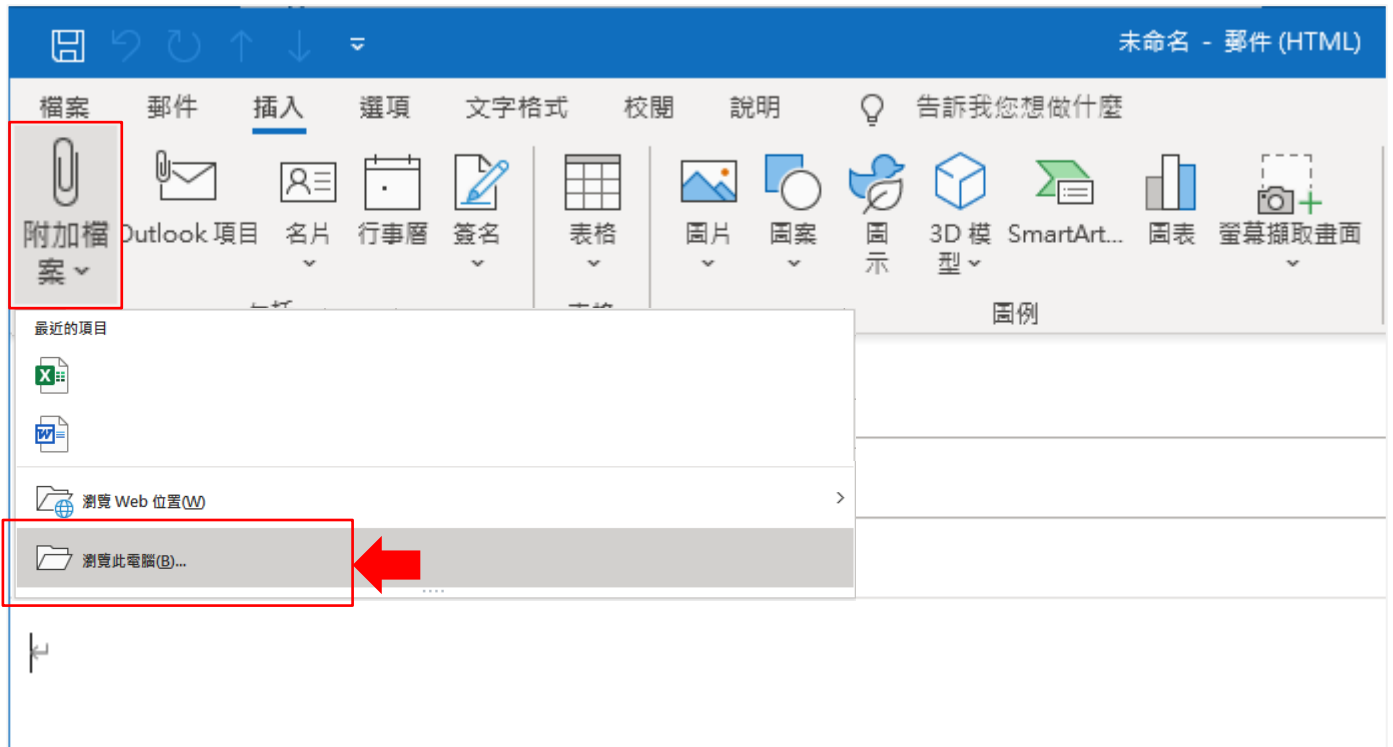 未命名 - 郵件 (HTML)
檔案 郵件 插入 選項 文字格式 校閱 說明 告訴我您想做什麼
附加檔
案
Outlook 項目
名片
行事曆
簽名
表格
圖片
圖案
圖
示
3D 模
型
SmartArt...
圖表
螢幕擷取畫面
圖例
最近的項目
瀏覽 Web 位置(W)
瀏覽此電腦(B)...